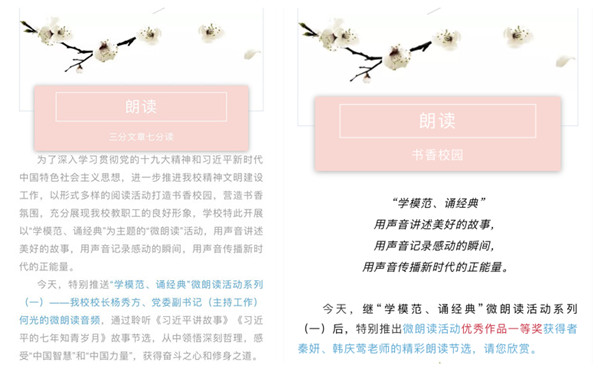 朗读
三分文章七分读
为了深入学习贯彻党的十九大精神和习近平新时代
中国特色社会主义思想，进一步推进我校精神文明建设
工作，以形式多样的阅读活动打造书香校园，营造书香
氛围，充分展现我校教职工的良好形象，学校特此开展
以“学模范、诵经典”为主题的“微朗读”活动，用声音讲述
美好的故事，用声音记录感动的瞬间，用声音传播新时
代的正能量。
今天，特别推送“学模范、诵经典”微朗读活动系列
（一）——我校校长杨秀方、党委副书记（主持工作）
何光的微朗读音频，通过聆听《习近平讲故事》《习近
平的七年知青岁月》故事节选，从中领悟深刻哲理，感
受“中国智慧”和“中国力量”，获得奋斗之心和修身之道。
朗读
书香校园
“学模范、诵经典”
用声音讲述美好的故事，
用声音记录感动的瞬间，
用声音传播新时代的正能量。
今天，继“学模范、诵经典”微朗读活动系列
（一）后，特别推出微朗读活动优秀作品一等奖获得者
秦妍、韩庆莺老师的精彩朗读节选，请您欣赏。